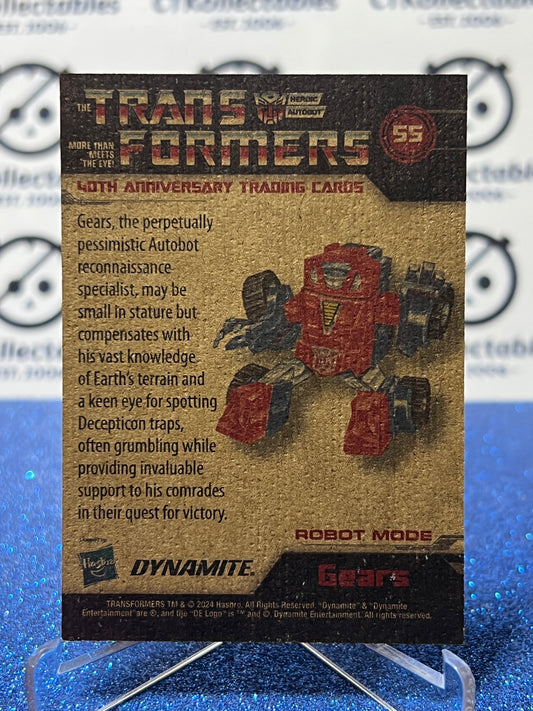 THE
TRANS
HEROIC
AUTOBOT
MORE THAN
MEETS
THE EYE!
FORMERS
55
40TH ANNIVERSARY TRADING CARDS
Gears, the perpetually
pessimistic Autobot
reconnaissance
specialist, may be
small in stature but
compensates with
his vast knowledge
of Earth's terrain and
a keen eye for spotting
Decepticon traps,
often grumbling while
providing invaluable
support to his comrades
in their quest for victory.
ROBOT MODE
Gears
Hasbro
DYNAMITE.
TRANSFORMERS TM & © 2024 Hasbro. All Rights Reserved. "Dynamite" & "Dynamite
Entertainment" are ®, and the "DE Logo" is ™ and ©. Dynamite Entertainment. All rights reserved.